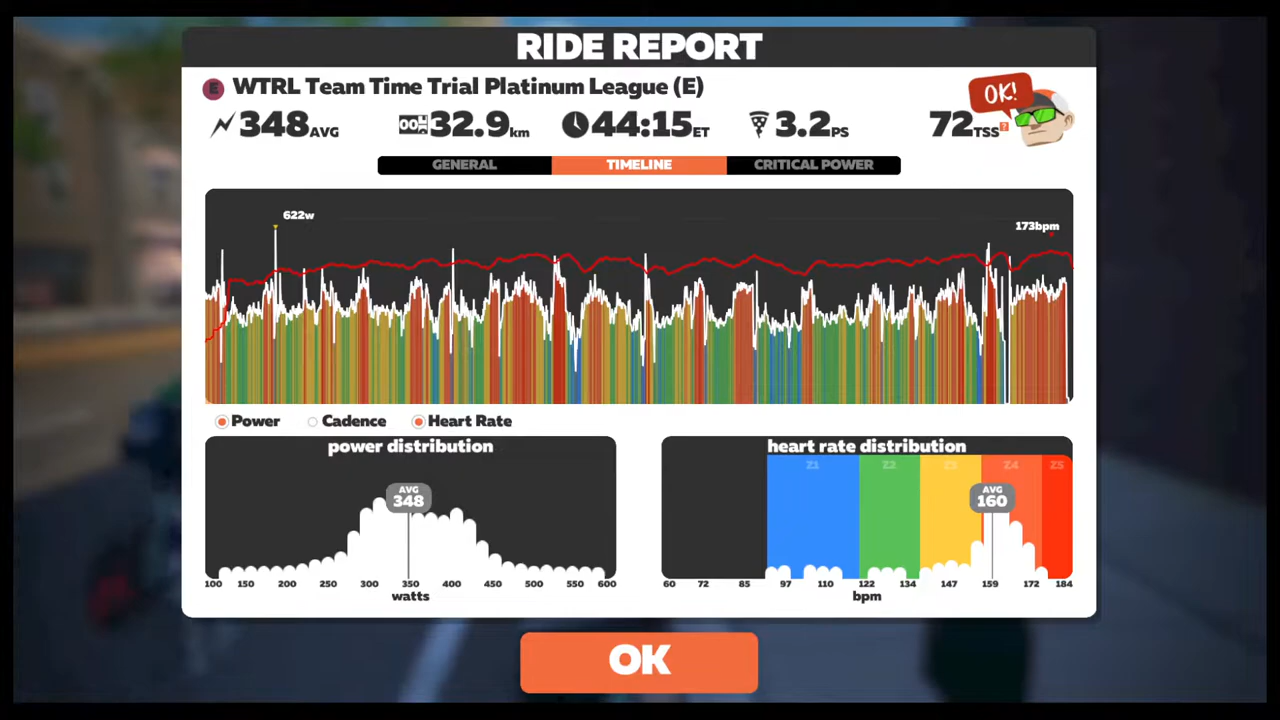 RIDE REPORT
E WTRL Team Time Trial Platinum League (E)
OK!
348AVG 32.9km 44:15ET 3.2PS 72TSS?
GENERAL TIMELINE CRITICAL POWER
622w
173bpm
Power Cadence Heart Rate
power distribution
AVG
348
100 150 200 250 300 350 400 450 500 550 600
watts
heart rate distribution
Z1 Z2 Z3 Z4 Z5
AVG
160
60 72 85 97 110 122 134 147 159 172 184
bpm
OK